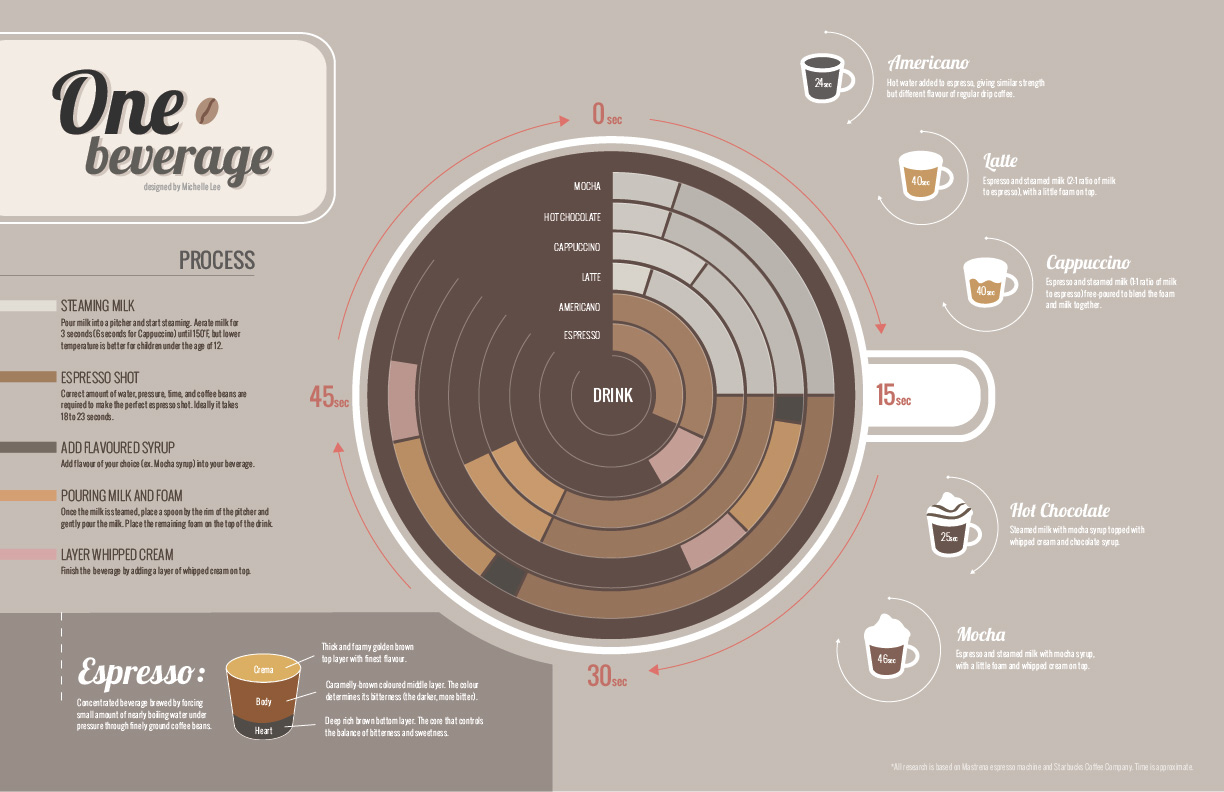 One
beverage
designed by Michelle Lee
PROCESS
STEAMING MILK
Pour milk into a pitcher and start steaming. Aerate milk for
3 seconds (6 seconds for Cappuccino) until 150°F, but lower
temperature is better for children under the age of 12.
ESPRESSO SHOT
Correct amount of water, pressure, time, and coffee beans are
required to make the perfect espresso shot. Ideally it takes
18 to 23 seconds.
ADD FLAVOURED SYRUP
Add flavour of your choice (ex. Mocha syrup) into your beverage.
POURING MILK AND FOAM
Once the milk is steamed, place a spoon by the rim of the pitcher and
gently pour the milk. Place the remaining foam on the top of the drink.
LAYER WHIPPED CREAM
Finish the beverage by adding a layer of whipped cream on top.
Espresso:
Concentrated beverage brewed by forcing
small amount of nearly boiling water under
pressure through finely ground coffee beans.
Crema
Body
Heart
Thick and foamy golden brown
top layer with finest flavour.
Caramelly-brown coloured middle layer. The colour
determines its bitterness (the darker, more bitter).
Deep rich brown bottom layer. The core that controls
the balance of bitterness and sweetness.
0 sec
15 sec
30 sec
45 sec
MOCHA
HOT CHOCOLATE
CAPPUCCINO
LATTE
AMERICANO
ESPRESSO
DRINK
24sec
Americano
Hot water added to espresso, giving similar strength
but different flavour of regular drip coffee.
40sec
Latte
Espresso and steamed milk (2:1 ratio of milk
to espresso), with a little foam on top.
40sec
Cappuccino
Espresso and steamed milk (1:1 ratio of milk
to espresso) free-poured to blend the foam
and milk together.
25sec
Hot Chocolate
Steamed milk with mocha syrup topped with
whipped cream and chocolate syrup.
46sec
Mocha
Espresso and steamed milk with mocha syrup,
with a little foam and whipped cream on top.
*All research is based on Mastrena espresso machine and Starbucks Coffee Company. Time is approximate.